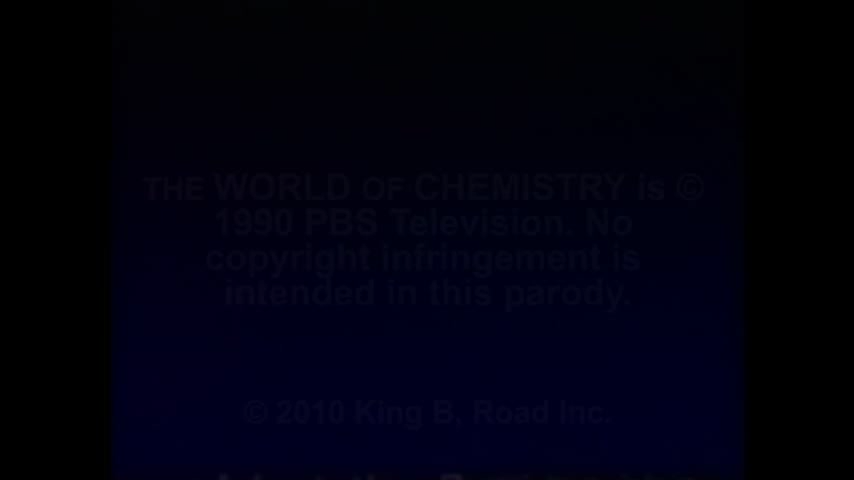 THE WORLD OF CHEMISTRY is ©
1990 PBS Television. No
copyright infringement is
intended in this parody.
© 2010 King B. Road Inc.